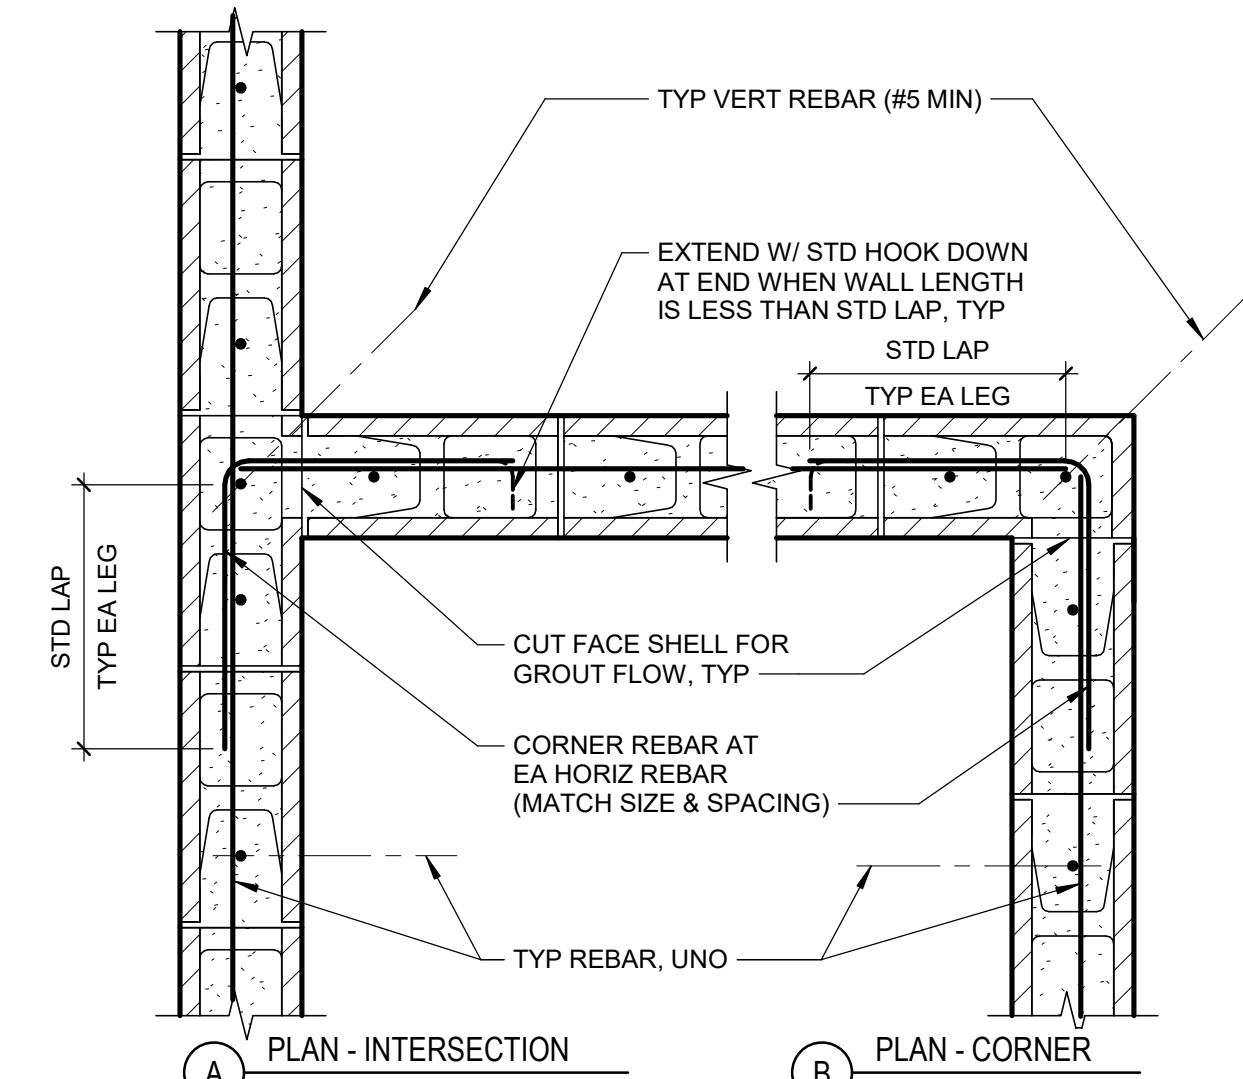 TYP VERT REBAR (#5 MIN)
EXTEND W/ STD HOOK DOWN
AT END WHEN WALL LENGTH
IS LESS THAN STD LAP, TYP
STD LAP
TYP EA LEG
STD LAP
TYP EA LEG
CUT FACE SHELL FOR
GROUT FLOW, TYP
CORNER REBAR AT
EA HORIZ REBAR
(MATCH SIZE & SPACING)
TYP REBAR, UNO
A PLAN - INTERSECTION
B PLAN - CORNER